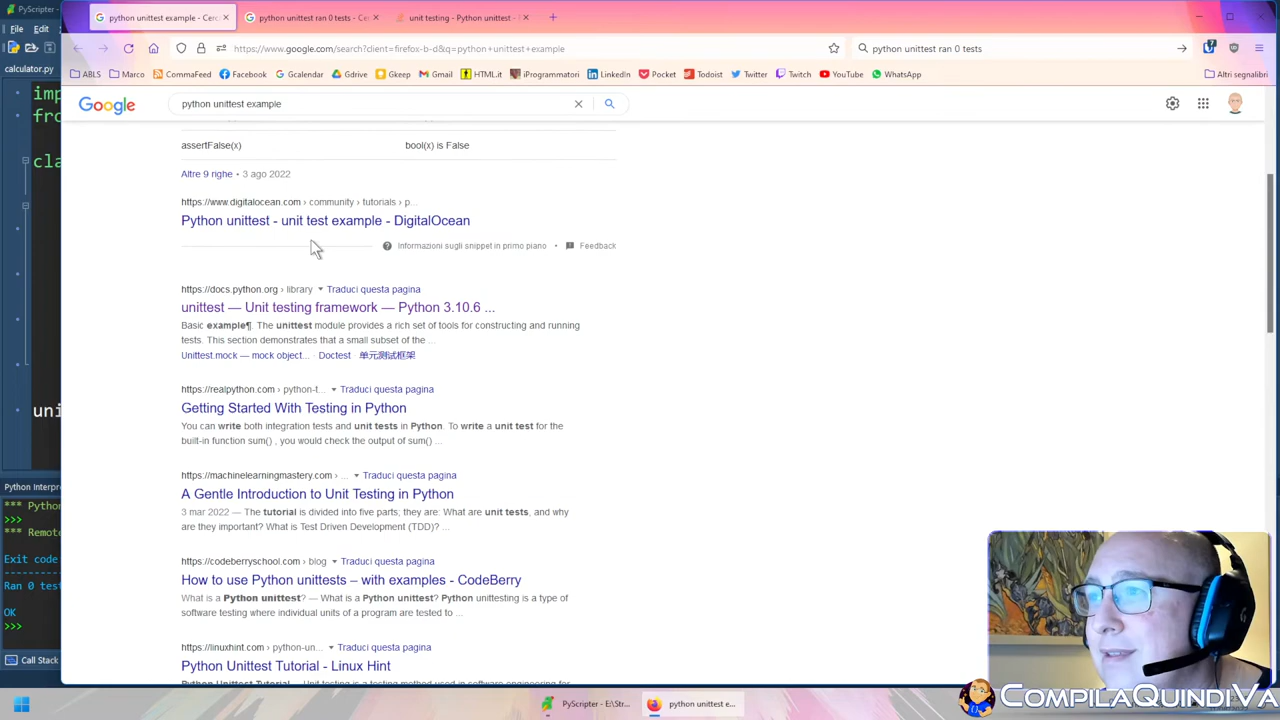 PyScripter
python unittest example - Cerc
python unittest ran 0 tests - Ce
unit testing - Python unittest -
File Edit
https://www.google.com/search?client=firefox-b-d&q=python+unittest+example
python unittest ran 0 tests
calculator.py
ABLS Marco CommaFeed Facebook Gcalendar Gdrive Gkeep Gmail HTML.it iProgrammatori LinkedIn Pocket Todoist Twitter Twitch YouTube WhatsApp Altri segnalibri
Google python unittest example
imp
fro
cla
uni
assertFalse(x) bool(x) is False
Altre 9 righe • 3 ago 2022
https://www.digitalocean.com › community › tutorials › p...
Python unittest - unit test example - DigitalOcean
Informazioni sugli snippet in primo piano • Feedback
https://docs.python.org › library Traduci questa pagina
unittest — Unit testing framework — Python 3.10.6 ...
Basic example¶. The unittest module provides a rich set of tools for constructing and running
tests. This section demonstrates that a small subset of the ...
Unittest.mock — mock object... · Doctest · 单元测试框架
https://realpython.com › python-t... Traduci questa pagina
Getting Started With Testing in Python
You can write both integration tests and unit tests in Python. To write a unit test for the
built-in function sum() , you would check the output of sum() ...
https://machinelearningmastery.com › ... Traduci questa pagina
A Gentle Introduction to Unit Testing in Python
3 mar 2022 — The tutorial is divided into five parts; they are: What are unit tests, and why
are they important? What is Test Driven Development (TDD)? ...
https://codeberryschool.com › blog Traduci questa pagina
How to use Python unittests – with examples - CodeBerry
What is a Python unittest? — What is a Python unittest? Python unittesting is a type of
software testing where individual units of a program are tested to ...
https://linuxhint.com › python-un... Traduci questa pagina
Python Unittest Tutorial - Linux Hint
Python Unittest Tutorial
Python Interpr
*** Python
>>>
*** Remote
Exit code
Ran 0 test
OK
>>>
Call Stack
PyScripter - E:\Str...
python unittest e...
COMPILAQUINDIVA